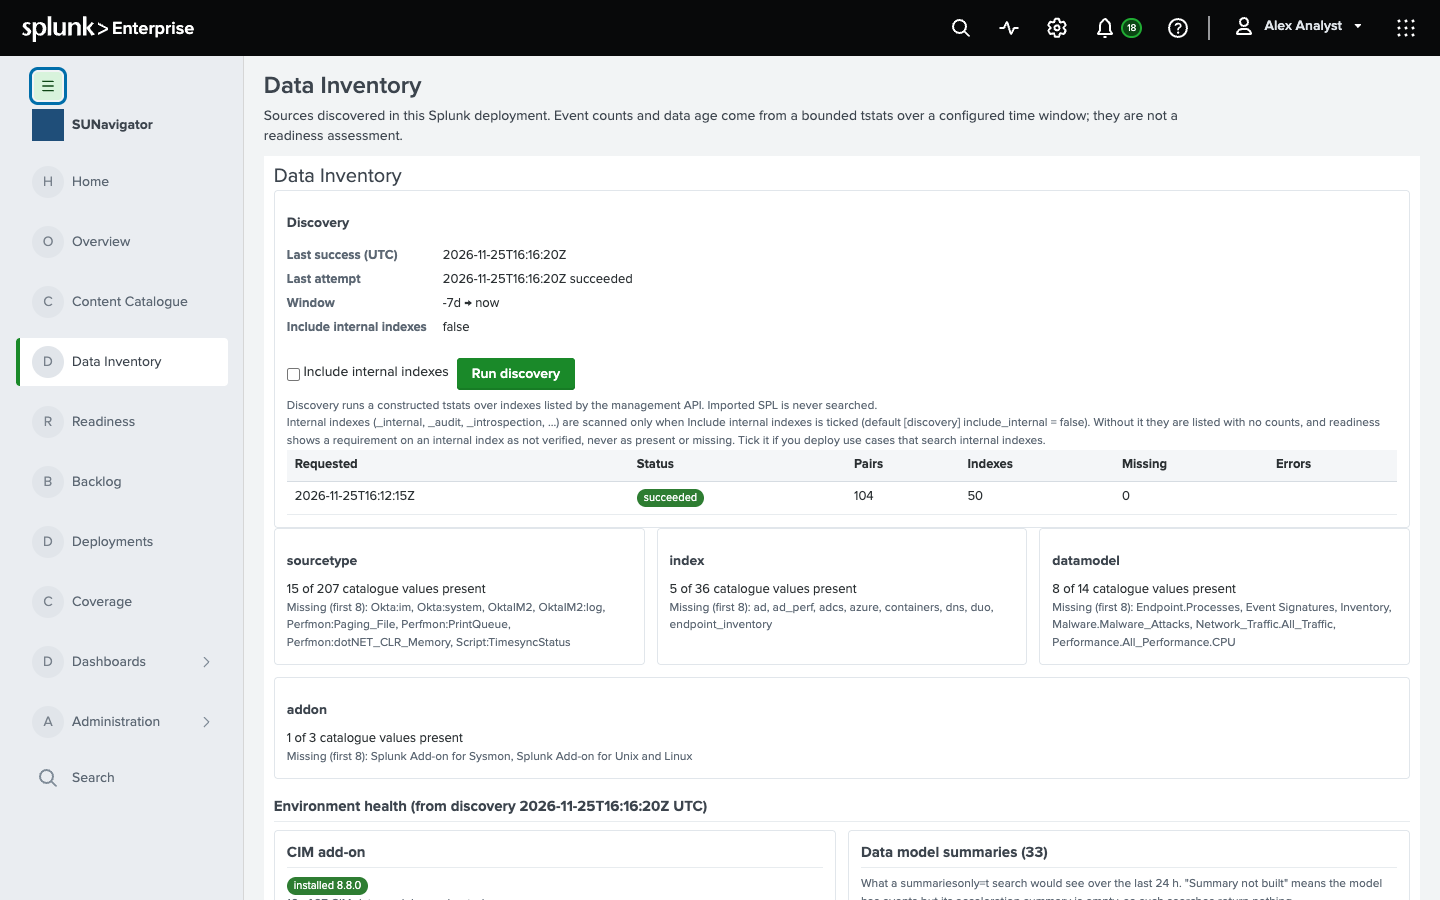 splunk>Enterprise
18
Alex Analyst
SUNavigator
H Home
O Overview
C Content Catalogue
D Data Inventory
R Readiness
B Backlog
D Deployments
C Coverage
D Dashboards
A Administration
Search
Data Inventory
Sources discovered in this Splunk deployment. Event counts and data age come from a bounded tstats over a configured time window; they are not a
readiness assessment.
Data Inventory
Discovery
Last success (UTC) 2026-11-25T16:16:20Z
Last attempt 2026-11-25T16:16:20Z succeeded
Window -7d → now
Include internal indexes false
Include internal indexes Run discovery
Discovery runs a constructed tstats over indexes listed by the management API. Imported SPL is never searched.
Internal indexes (_internal, _audit, _introspection, ...) are scanned only when Include internal indexes is ticked (default [discovery] include_internal = false). Without it they are listed with no counts, and readiness
shows a requirement on an internal index as not verified, never as present or missing. Tick it if you deploy use cases that search internal indexes.
Requested Status Pairs Indexes Missing Errors
2026-11-25T16:12:15Z succeeded 104 50 0
sourcetype
15 of 207 catalogue values present
Missing (first 8): Okta:im, Okta:system, OktaIM2, OktaIM2:log,
Perfmon:Paging_File, Perfmon:PrintQueue,
Perfmon:dotNET_CLR_Memory, Script:TimesyncStatus
index
5 of 36 catalogue values present
Missing (first 8): ad, ad_perf, adcs, azure, containers, dns, duo,
endpoint_inventory
datamodel
8 of 14 catalogue values present
Missing (first 8): Endpoint.Processes, Event Signatures, Inventory,
Malware.Malware_Attacks, Network_Traffic.All_Traffic,
Performance.All_Performance.CPU
addon
1 of 3 catalogue values present
Missing (first 8): Splunk Add-on for Sysmon, Splunk Add-on for Unix and Linux
Environment health (from discovery 2026-11-25T16:16:20Z UTC)
CIM add-on
installed 8.8.0
Data model summaries (33)
What a summariesonly=t search would see over the last 24 h. "Summary not built" means the model